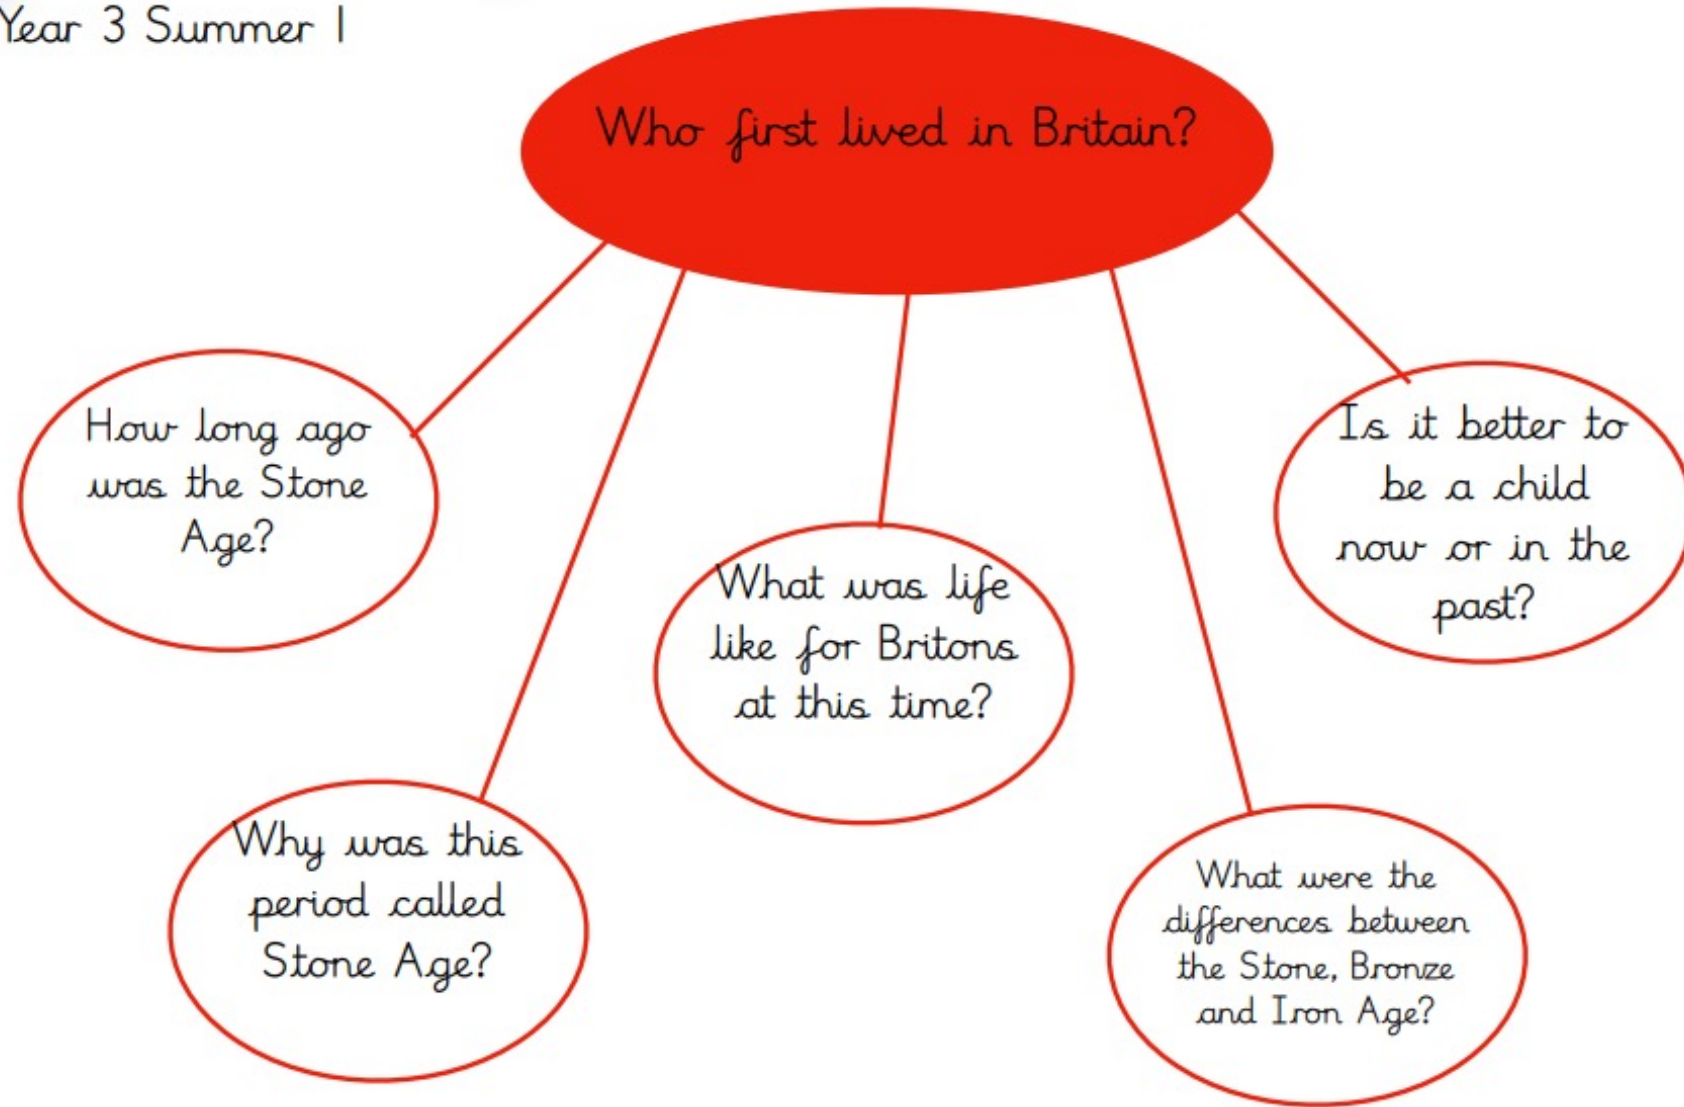 Year 3 Summer 1
Who first lived in Britain?
How long ago
was the Stone
Age?
Why was this
period called
Stone Age?
What was life
like for Britons
at this time?
What were the
differences between
the Stone, Bronze
and Iron Age?
Is it better to
be a child
now or in the
past?